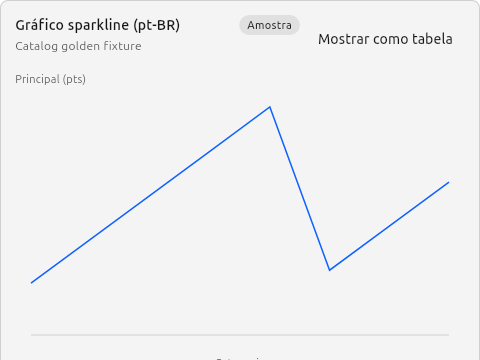 Gráfico sparkline (pt-BR)
Amostra
Mostrar como tabela
Catalog golden fixture
Principal (pts)